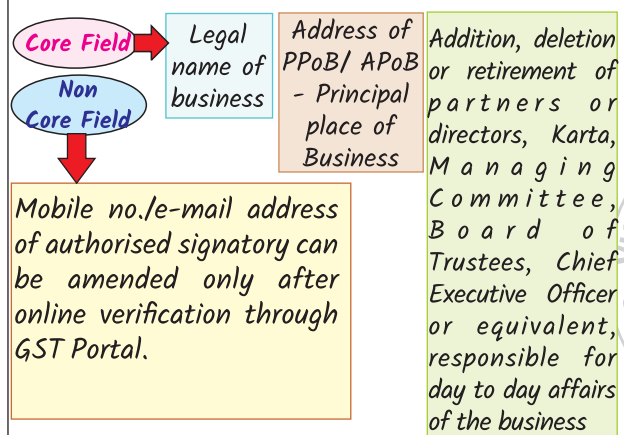 Core Field
Legal
name of
business
Address of
PPoB/ APoB
- Principal
place of
Business
Addition, deletion
or retirement of
partners or
directors, Karta,
Managing
Committee,
Board of
Trustees, Chief
Executive Officer
or equivalent,
responsible for
day to day affairs
of the business
Non
Core Field
Mobile no./e-mail address
of authorised signatory can
be amended only after
online verification through
GST Portal.